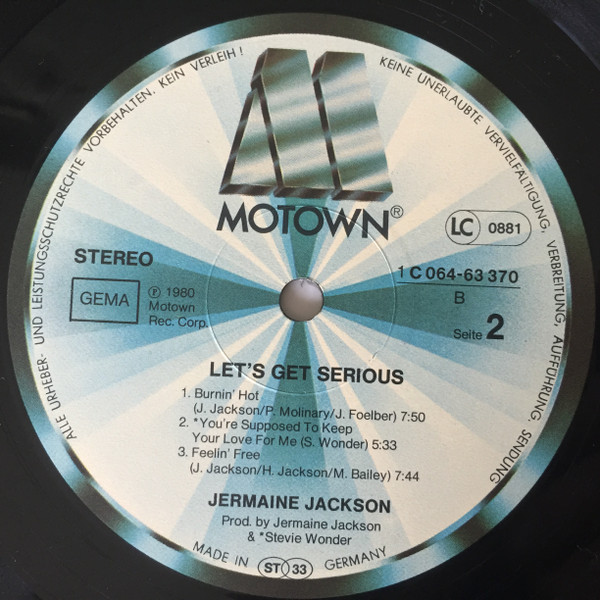 ALLE URHEBER- UND LEISTUNGSSCHUTZRECHTE VORBEHALTEN. KEIN VERLEIH! KEINE UNERLAUBTE VERVIELFÄLTIGUNG, VERBREITUNG, AUFFÜHRUNG, SENDUNG
MOTOWN®
LC 0881
STEREO
1 C 064-63 370
GEMA
℗ 1980
Motown
Rec. Corp.
B
Seite 2
LET'S GET SERIOUS
1. Burnin' Hot
(J. Jackson/P. Molinary/J. Foelber) 7:50
2. *You're Supposed To Keep
Your Love For Me (S. Wonder) 5:33
3. Feelin' Free
(J. Jackson/H. Jackson/M. Bailey) 7:44
JERMAINE JACKSON
Prod. by Jermaine Jackson
& *Stevie Wonder
MADE IN ST 33 GERMANY